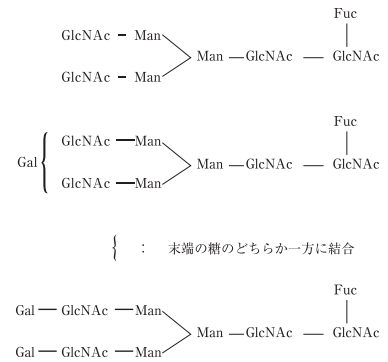 Fuc
GlcNAc – Man
Man — GlcNAc — GlcNAc
GlcNAc – Man
Fuc
GlcNAc — Man
Gal { Man — GlcNAc — GlcNAc
GlcNAc — Man
{ : 末端の糖のどちらか一方に結合
Fuc
Gal — GlcNAc — Man
Man — GlcNAc — GlcNAc
Gal — GlcNAc — Man